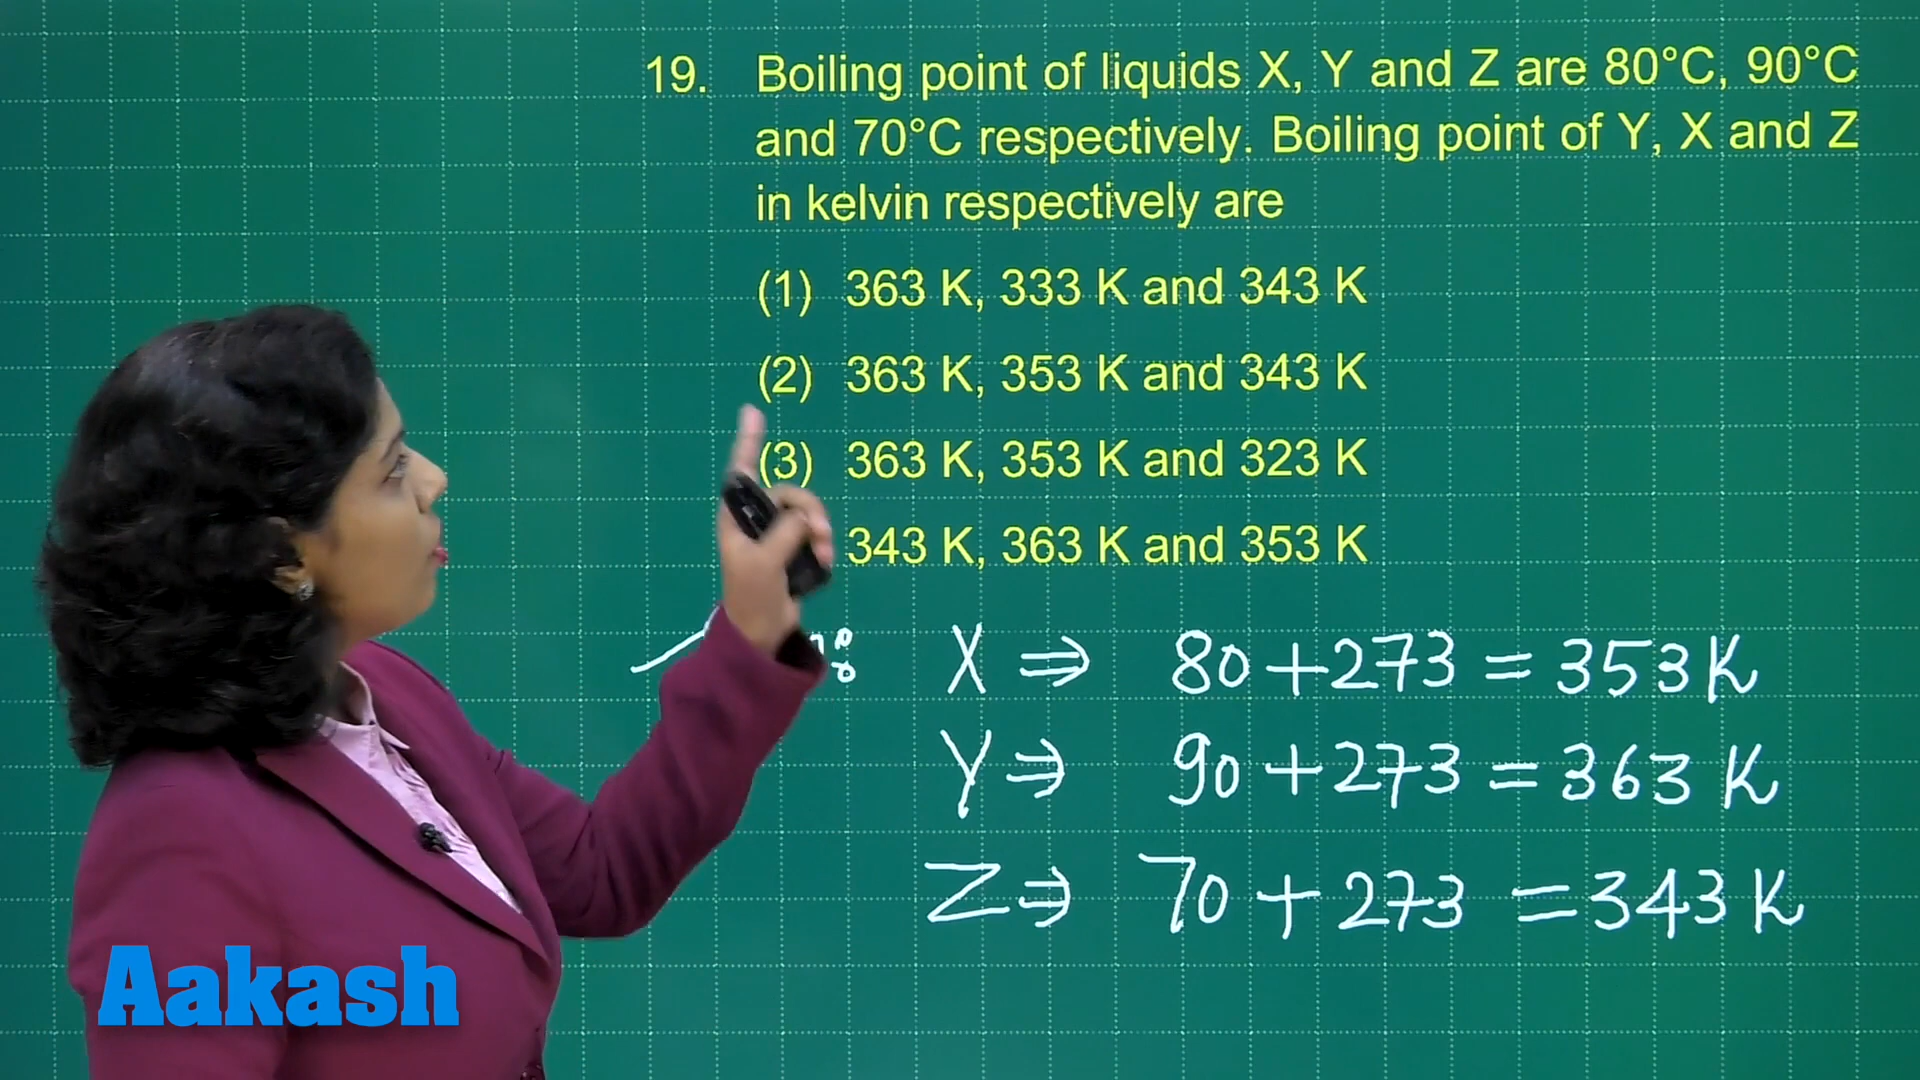 19. Boiling point of liquids X, Y and Z are 80°C, 90°C
and 70°C respectively. Boiling point of Y, X and Z
in kelvin respectively are
(1) 363 K, 333 K and 343 K
(2) 363 K, 353 K and 343 K
(3) 363 K, 353 K and 323 K
343 K, 363 K and 353 K
X ⇒ 80 + 273 = 353 K
Y ⇒ 90 + 273 = 363 K
Z ⇒ 70 + 273 = 343 K
Aakash